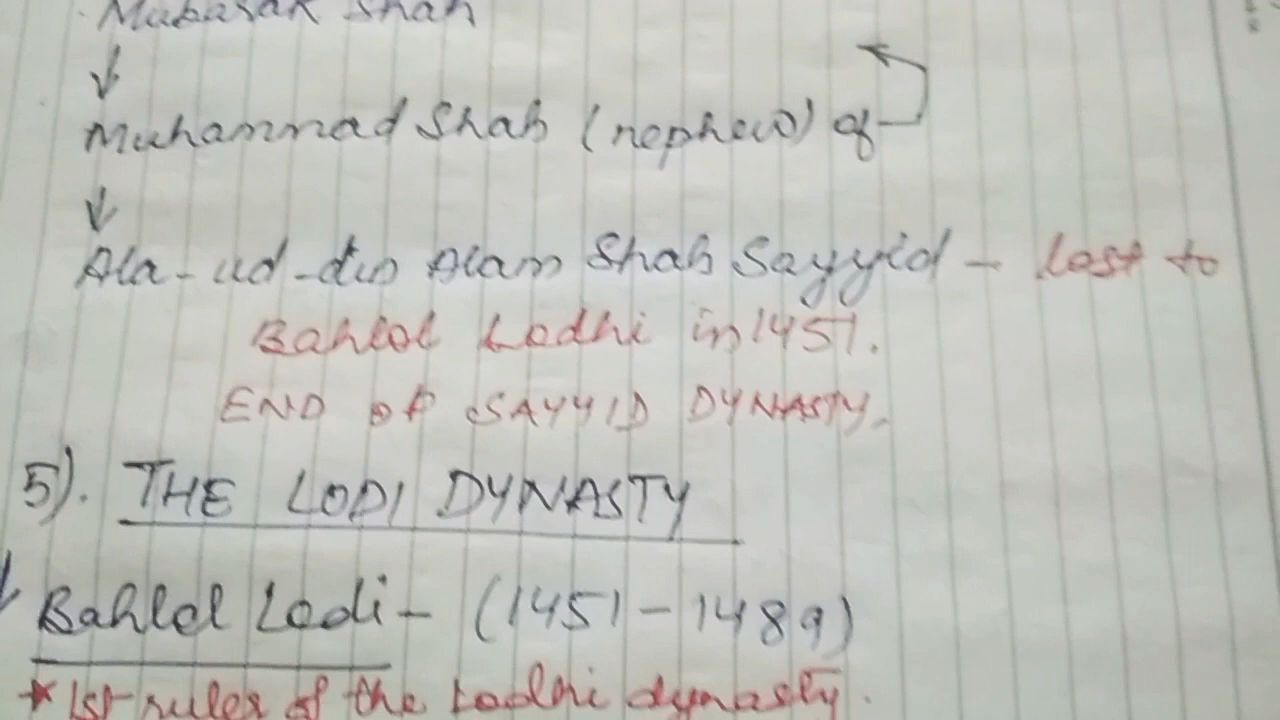 Mubarak Shah
↓
Muhammad Shah (nephew) of
↓
Ala-ud-din Alam Shah Sayyid - lost to
Bahlol Lodhi in 1451.
END OF SAYYID DYNASTY.
5). THE LODI DYNASTY
Bahlol Lodi - (1451-1489)
* 1st ruler of the Lodhi dynasty.